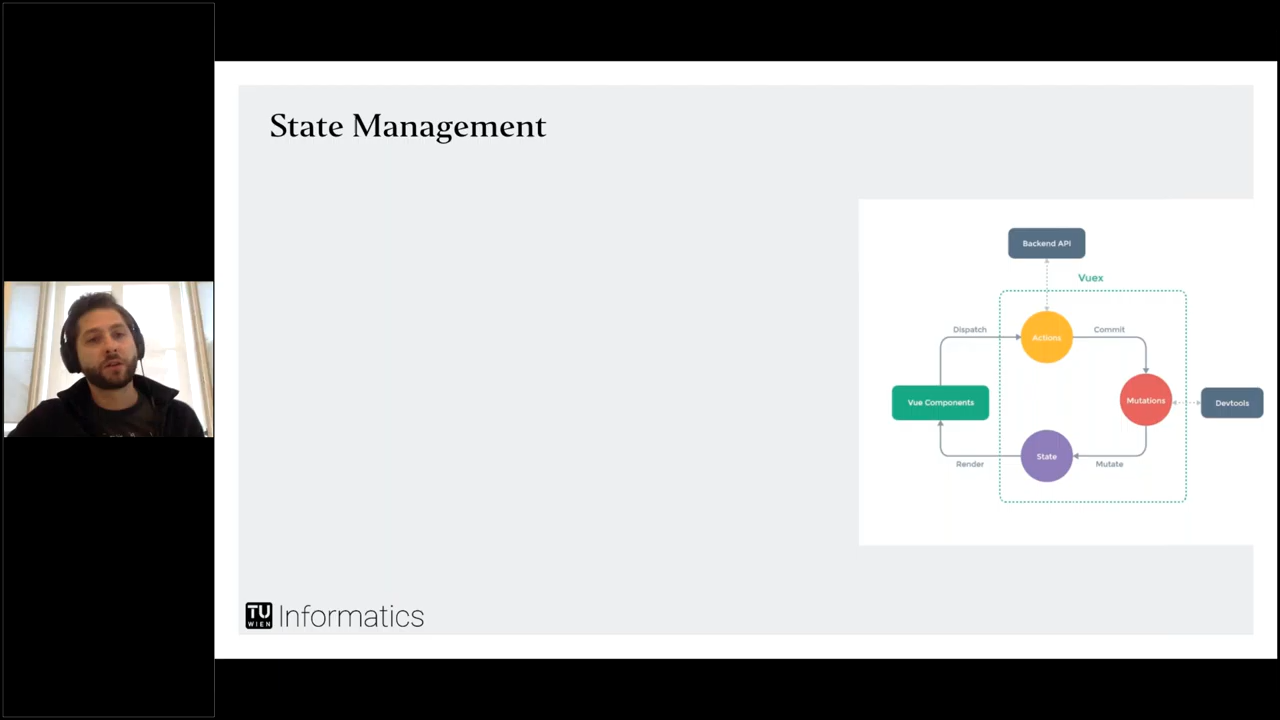 State Management
Backend API
Vuex
Dispatch
Actions
Commit
Vue Components
Mutations
Devtools
State
Render
Mutate
TU
WIEN
Informatics